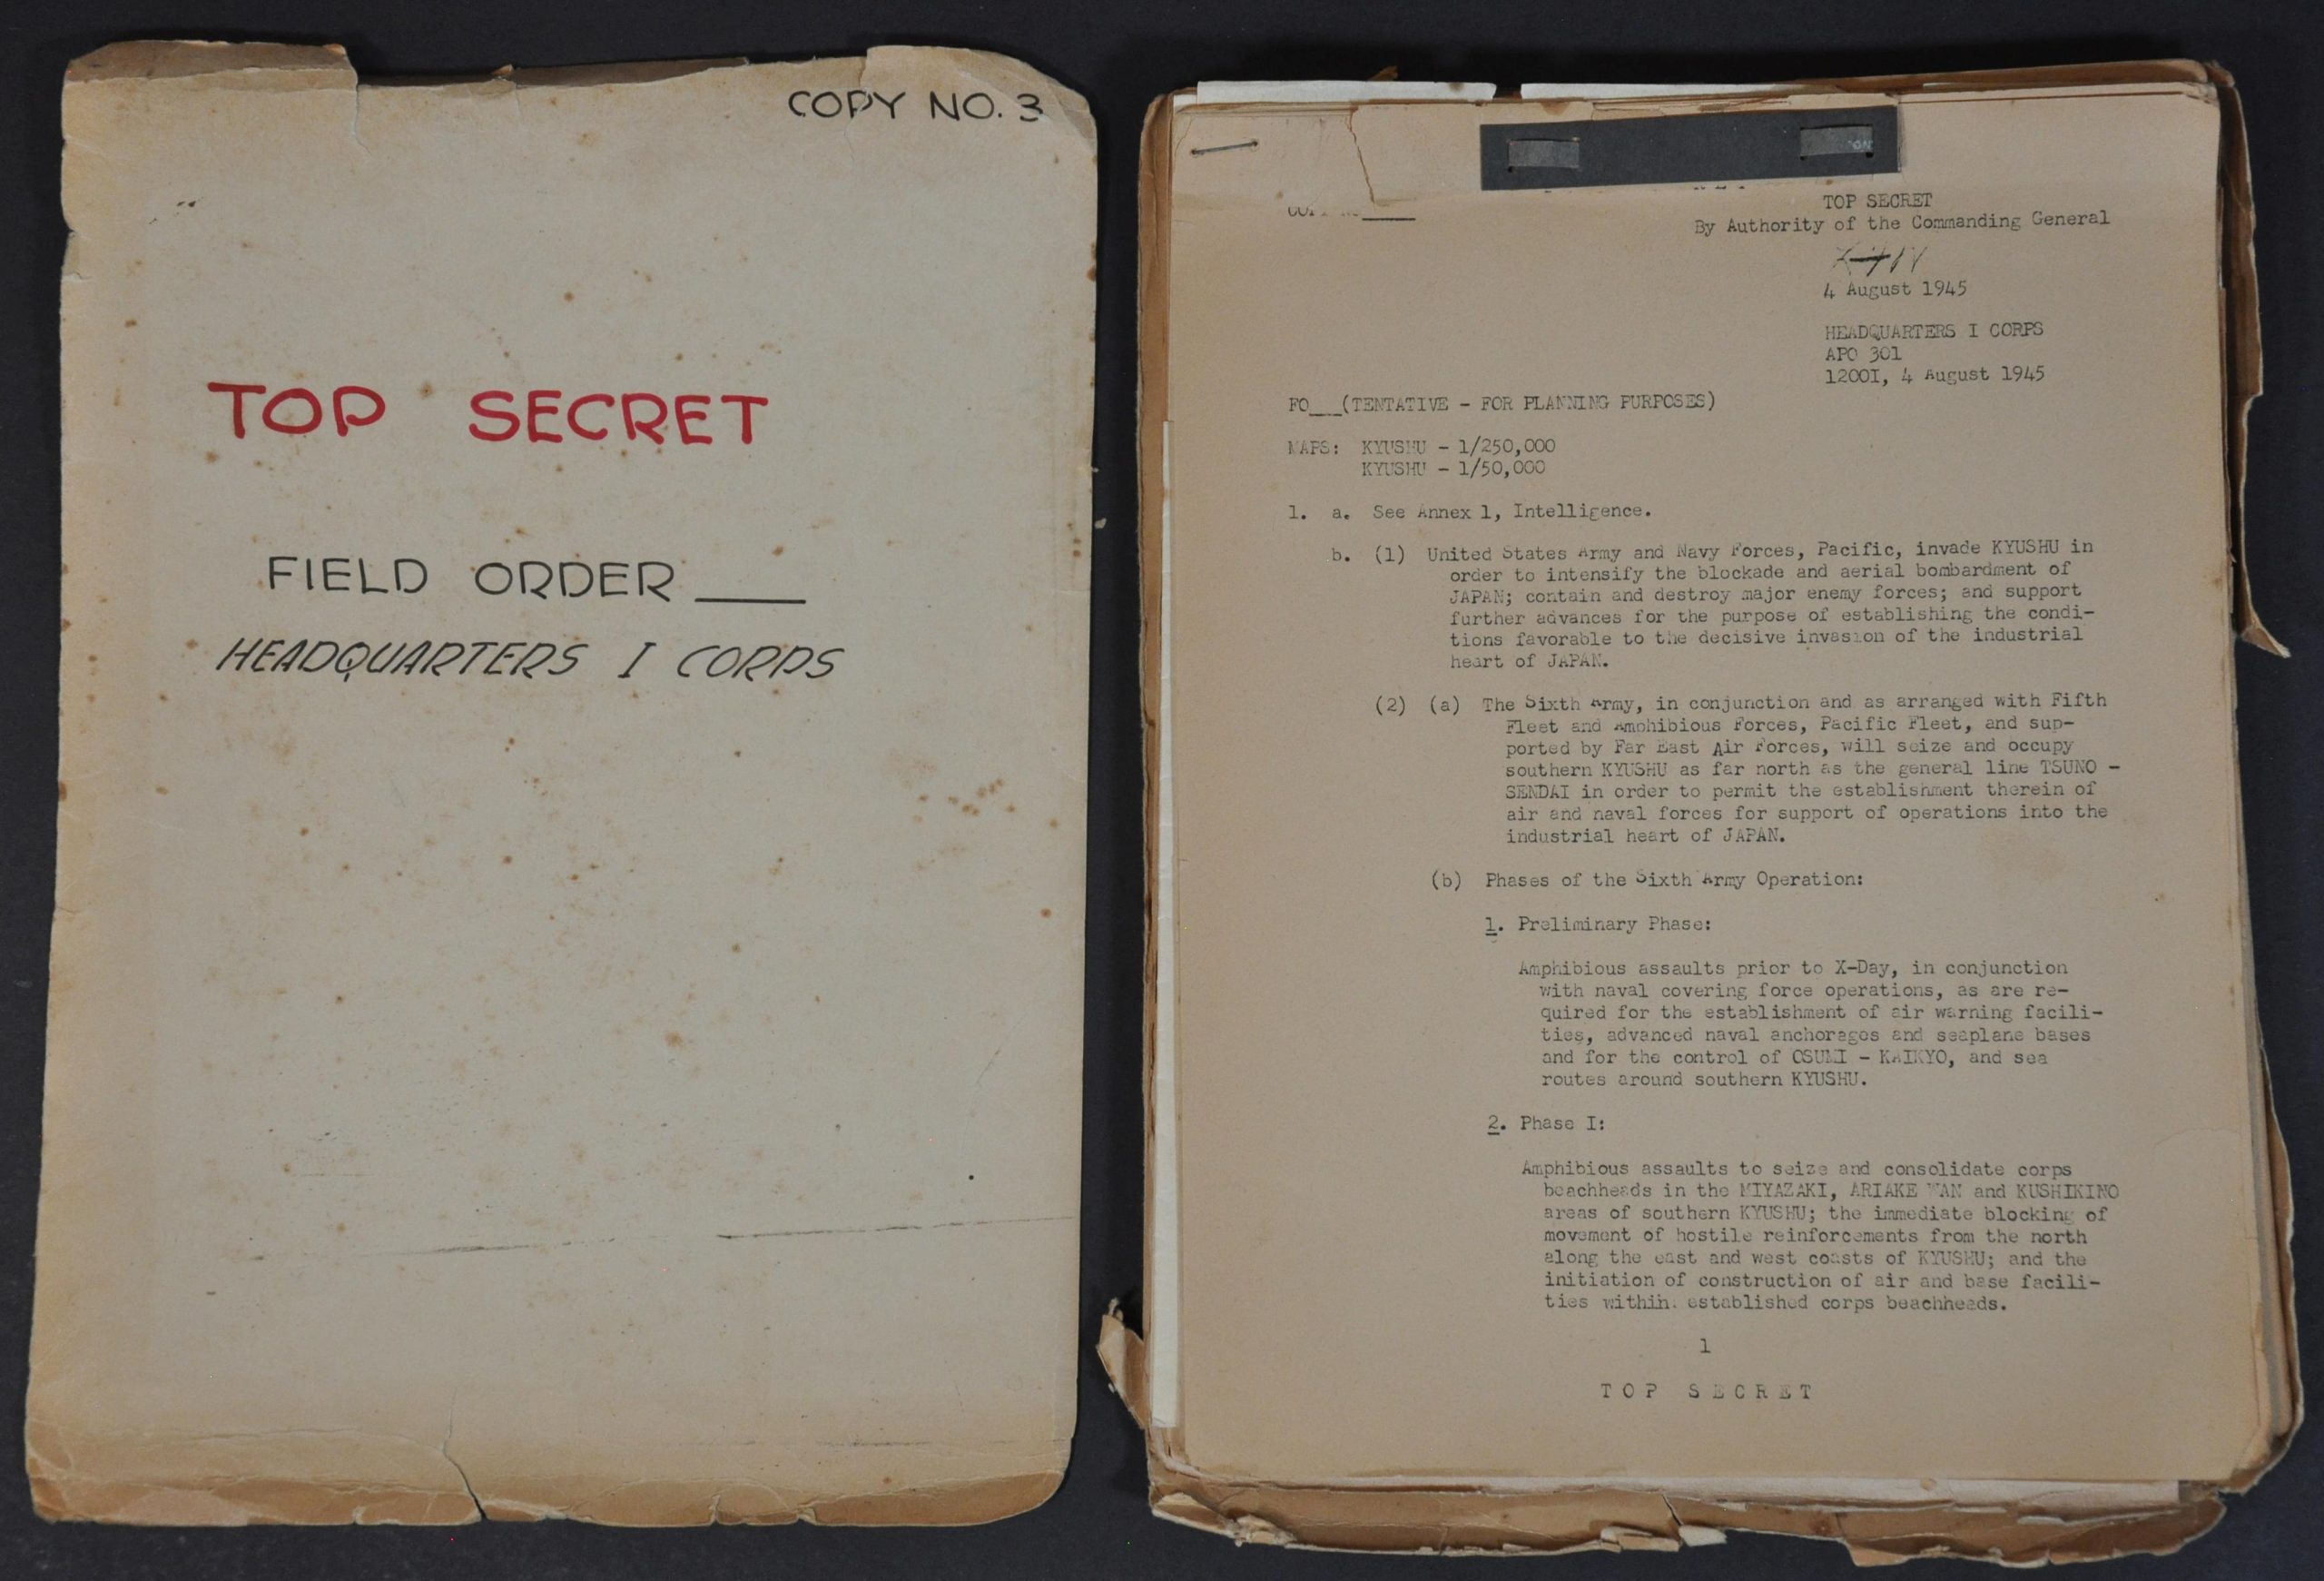 COPY NO. 3
TOP SECRET
FIELD ORDER ___
HEADQUARTERS I CORPS
TOP SECRET
By Authority of the Commanding General
4 August 1945
HEADQUARTERS I CORPS
APO 301
1200I, 4 August 1945
FO___(TENTATIVE - FOR PLANNING PURPOSES)
MAPS: KYUSHU - 1/250,000
KYUSHU - 1/50,000
1. a. See Annex 1, Intelligence.
b. (1) United States Army and Navy Forces, Pacific, invade KYUSHU in
order to intensify the blockade and aerial bombardment of
JAPAN; contain and destroy major enemy forces; and support
further advances for the purpose of establishing the condi-
tions favorable to the decisive invasion of the industrial
heart of JAPAN.
(2) (a) The Sixth Army, in conjunction and as arranged with Fifth
Fleet and Amohibious Forces, Pacific Fleet, and sup-
ported by Far East Air Forces, will seize and occupy
southern KYUSHU as far north as the general line TSUNO -
SENDAI in order to permit the establishment therein of
air and naval forces for support of operations into the
industrial heart of JAPAN.
(b) Phases of the Sixth Army Operation:
1. Preliminary Phase:
Amphibious assaults prior to X-Day, in conjunction
with naval covering force operations, as are re-
quired for the establishment of air warning facili-
ties, advanced naval anchorages and seaplane bases
and for the control of OSUMI - KAIKYO, and sea
routes around southern KYUSHU.
2. Phase I:
Amphibious assaults to seize and consolidate corps
beachheads in the MIYAZAKI, ARIAKE WAN and KUSHIKINO
areas of southern KYUSHU; the immediate blocking of
movement of hostile reinforcements from the north
along the east and west coasts of KYUSHU; and the
initiation of construction of air and base facili-
ties within. established corps beachheads.
1
TOP SECRET